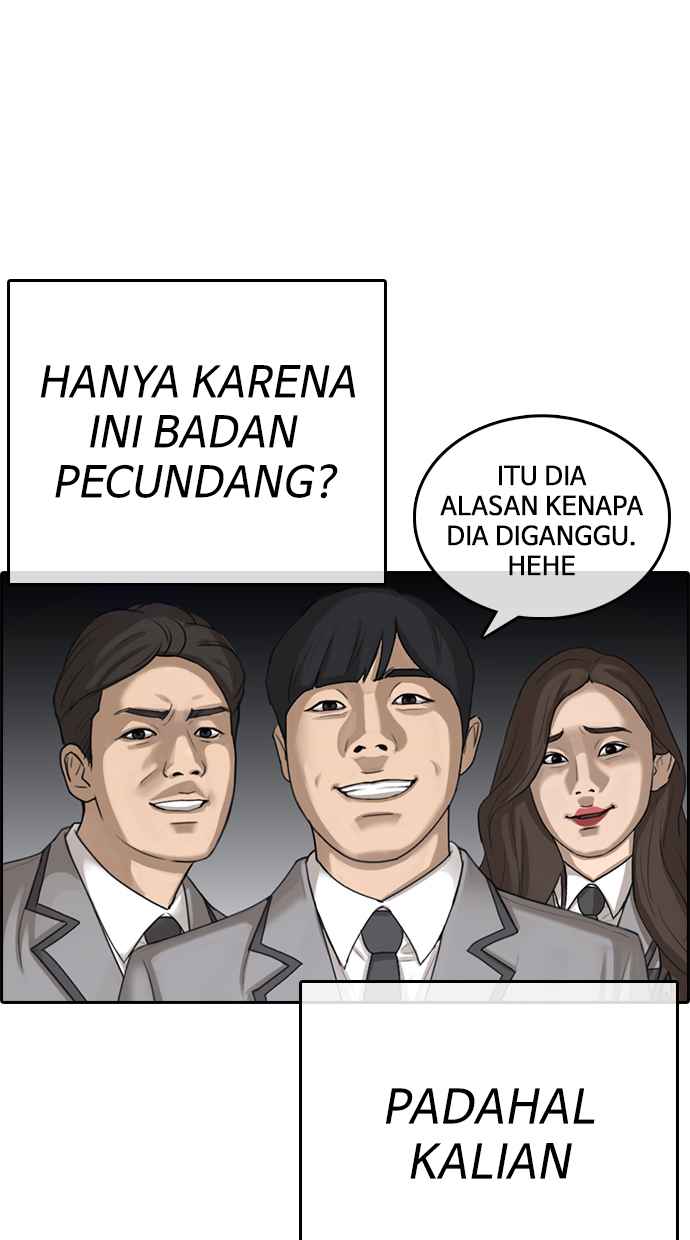 HANYA KARENA
INI BADAN
PECUNDANG?
ITU DIA
ALASAN KENAPA
DIA DIGANGGU.
HEHE
PADAHAL
KALIAN